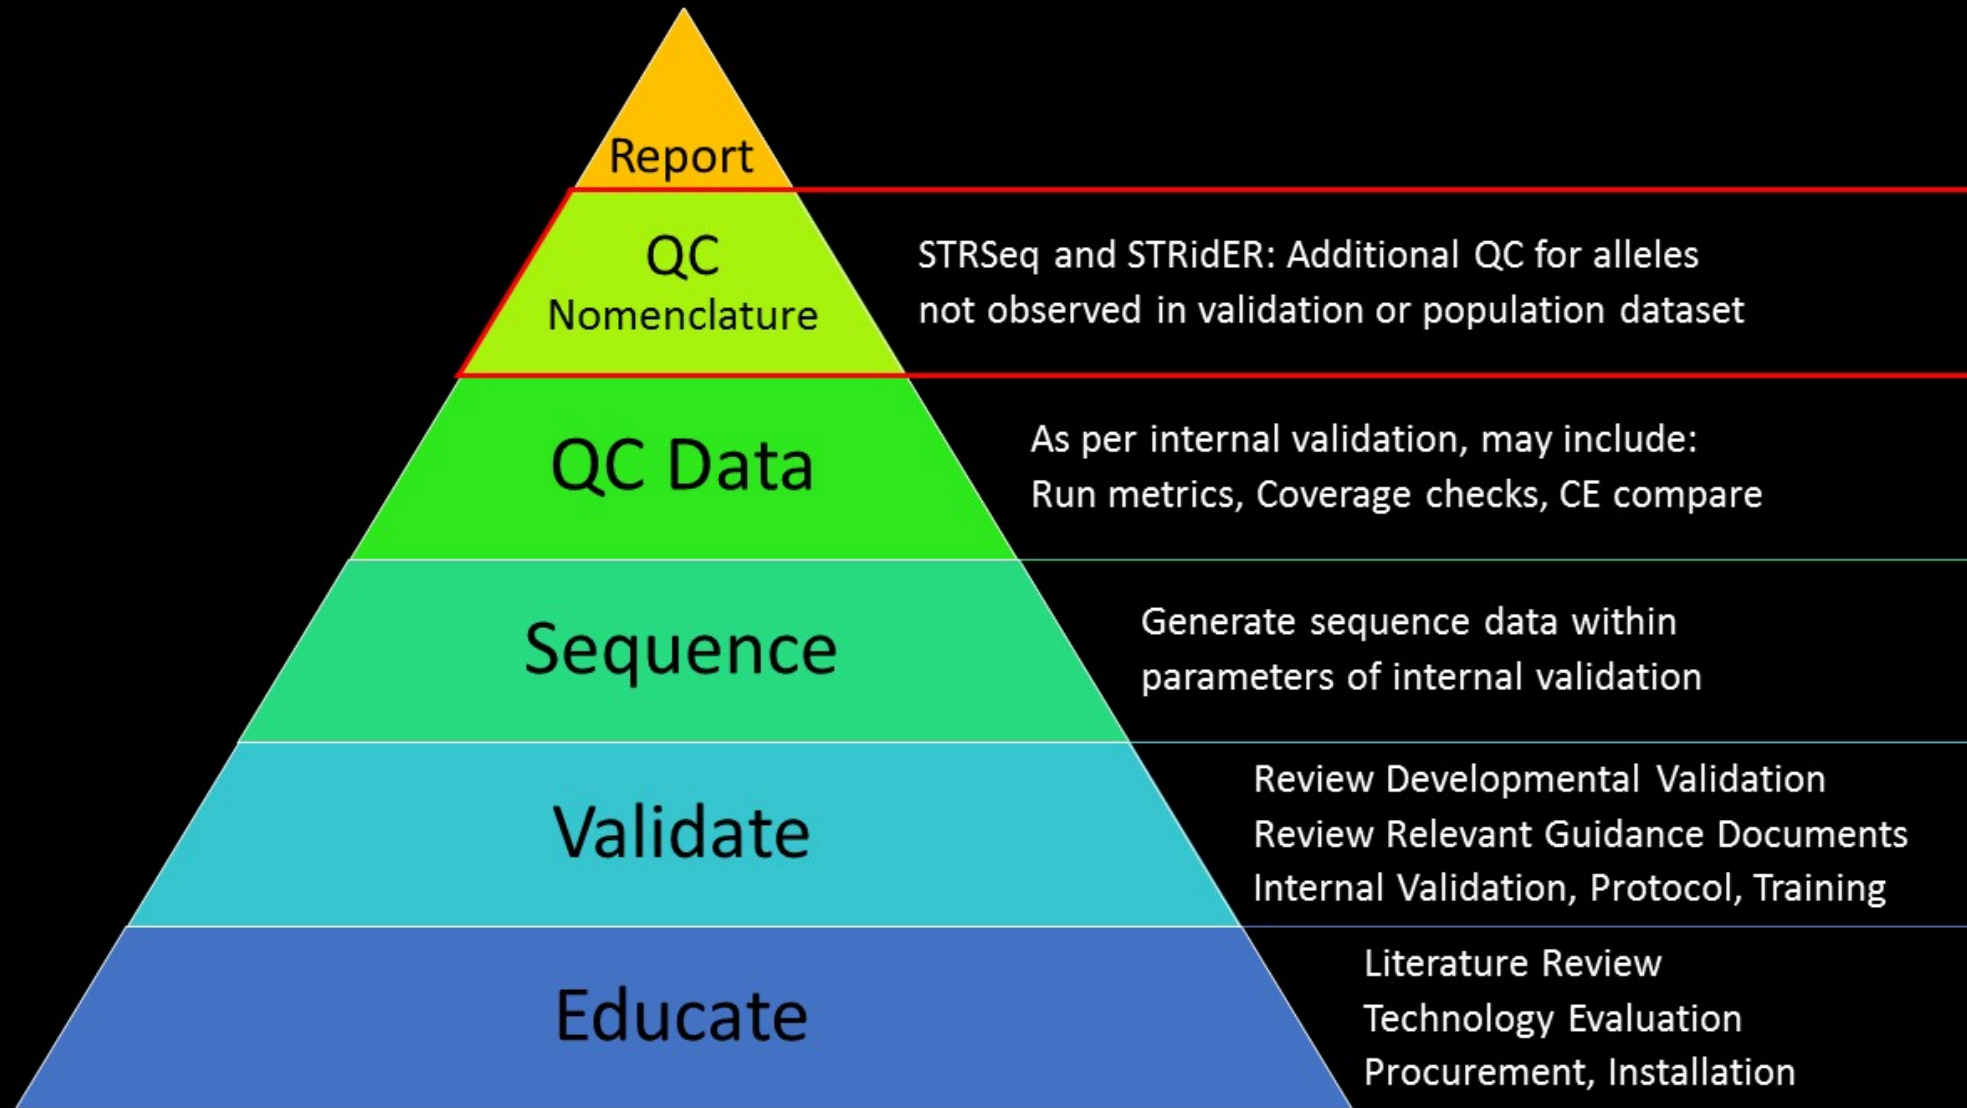 Report
QC
Nomenclature
STRSeq and STRidER: Additional QC for alleles
not observed in validation or population dataset
QC Data
As per internal validation, may include:
Run metrics, Coverage checks, CE compare
Sequence
Generate sequence data within
parameters of internal validation
Validate
Review Developmental Validation
Review Relevant Guidance Documents
Internal Validation, Protocol, Training
Educate
Literature Review
Technology Evaluation
Procurement, Installation